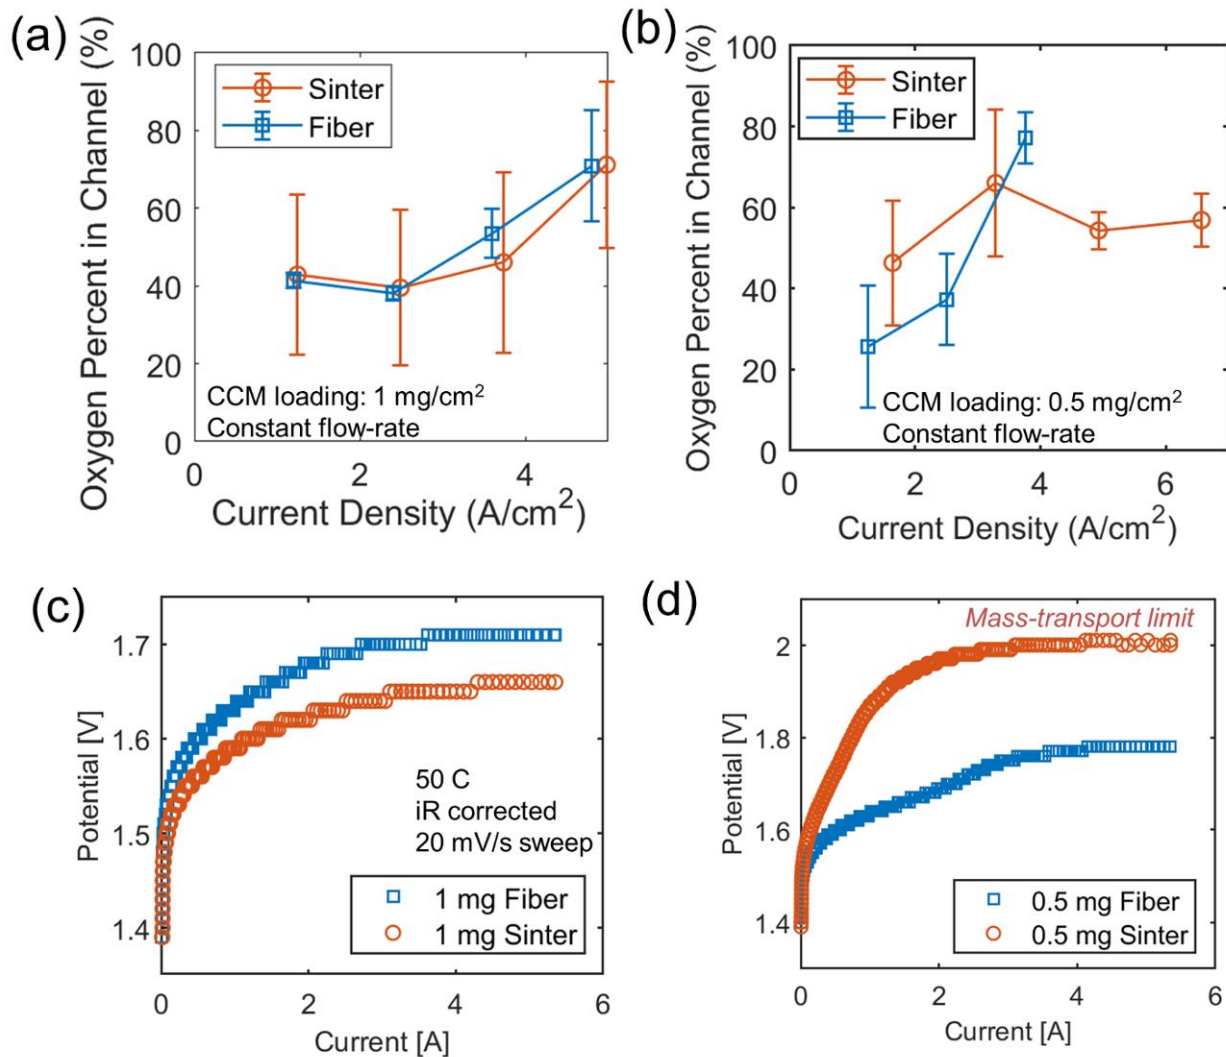 (a)
Oxygen Percent in Channel (%)
100
80
60
40
20
0
Sinter
Fiber
CCM loading: 1 mg/cm²
Constant flow-rate
0
2
4
Current Density (A/cm²)
(b)
Oxygen Percent in Channel (%)
100
80
60
40
20
0
Sinter
Fiber
CCM loading: 0.5 mg/cm²
Constant flow-rate
0
2
4
6
Current Density (A/cm²)
(c)
Potential [V]
1.7
1.6
1.5
1.4
50 C
iR corrected
20 mV/s sweep
1 mg Fiber
1 mg Sinter
0
2
4
6
Current [A]
(d)
Potential [V]
2
1.8
1.6
1.4
Mass-transport limit
0.5 mg Fiber
0.5 mg Sinter
0
2
4
6
Current [A]